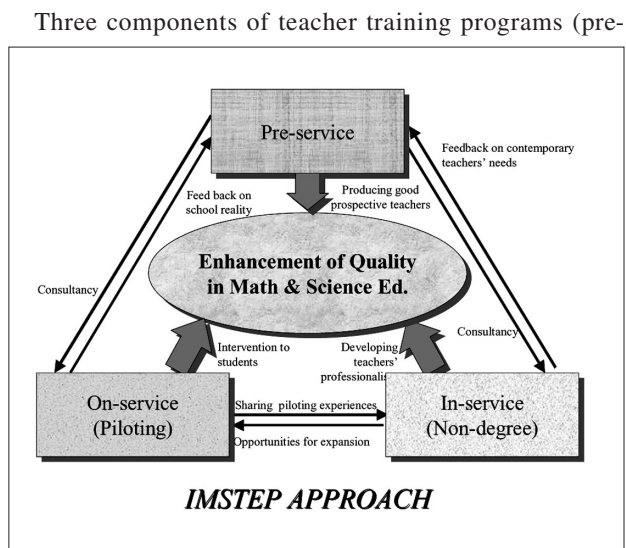 Three components of teacher training programs (pre-
Pre-service
Feedback on contemporary
teachers' needs
Feed back on
school reality
Producing good
prospective teachers
Enhancement of Quality
in Math & Science Ed.
Consultancy
Consultancy
Intervention to
students
Developing
teachers'
professionalis
On-service
(Piloting)
Sharing piloting experiences
Opportunities for expansion
In-service
(Non-degree)
IMSTEP APPROACH